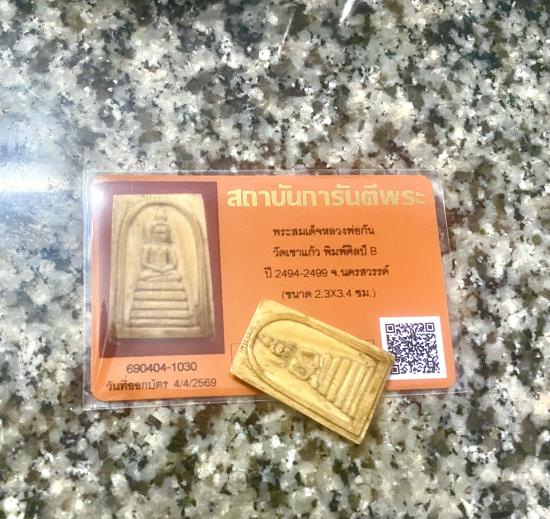 สถาบันการันตีพระ
พระสมเด็จหลวงพ่อกัน
วัดเขาแก้ว พิมพ์ศิลป์ B
ปี 2494-2499 จ.นครสวรรค์
(ขนาด 2.3X3.4 ซม.)
690404-1030
วันที่ออกบัตร 4/4/2569